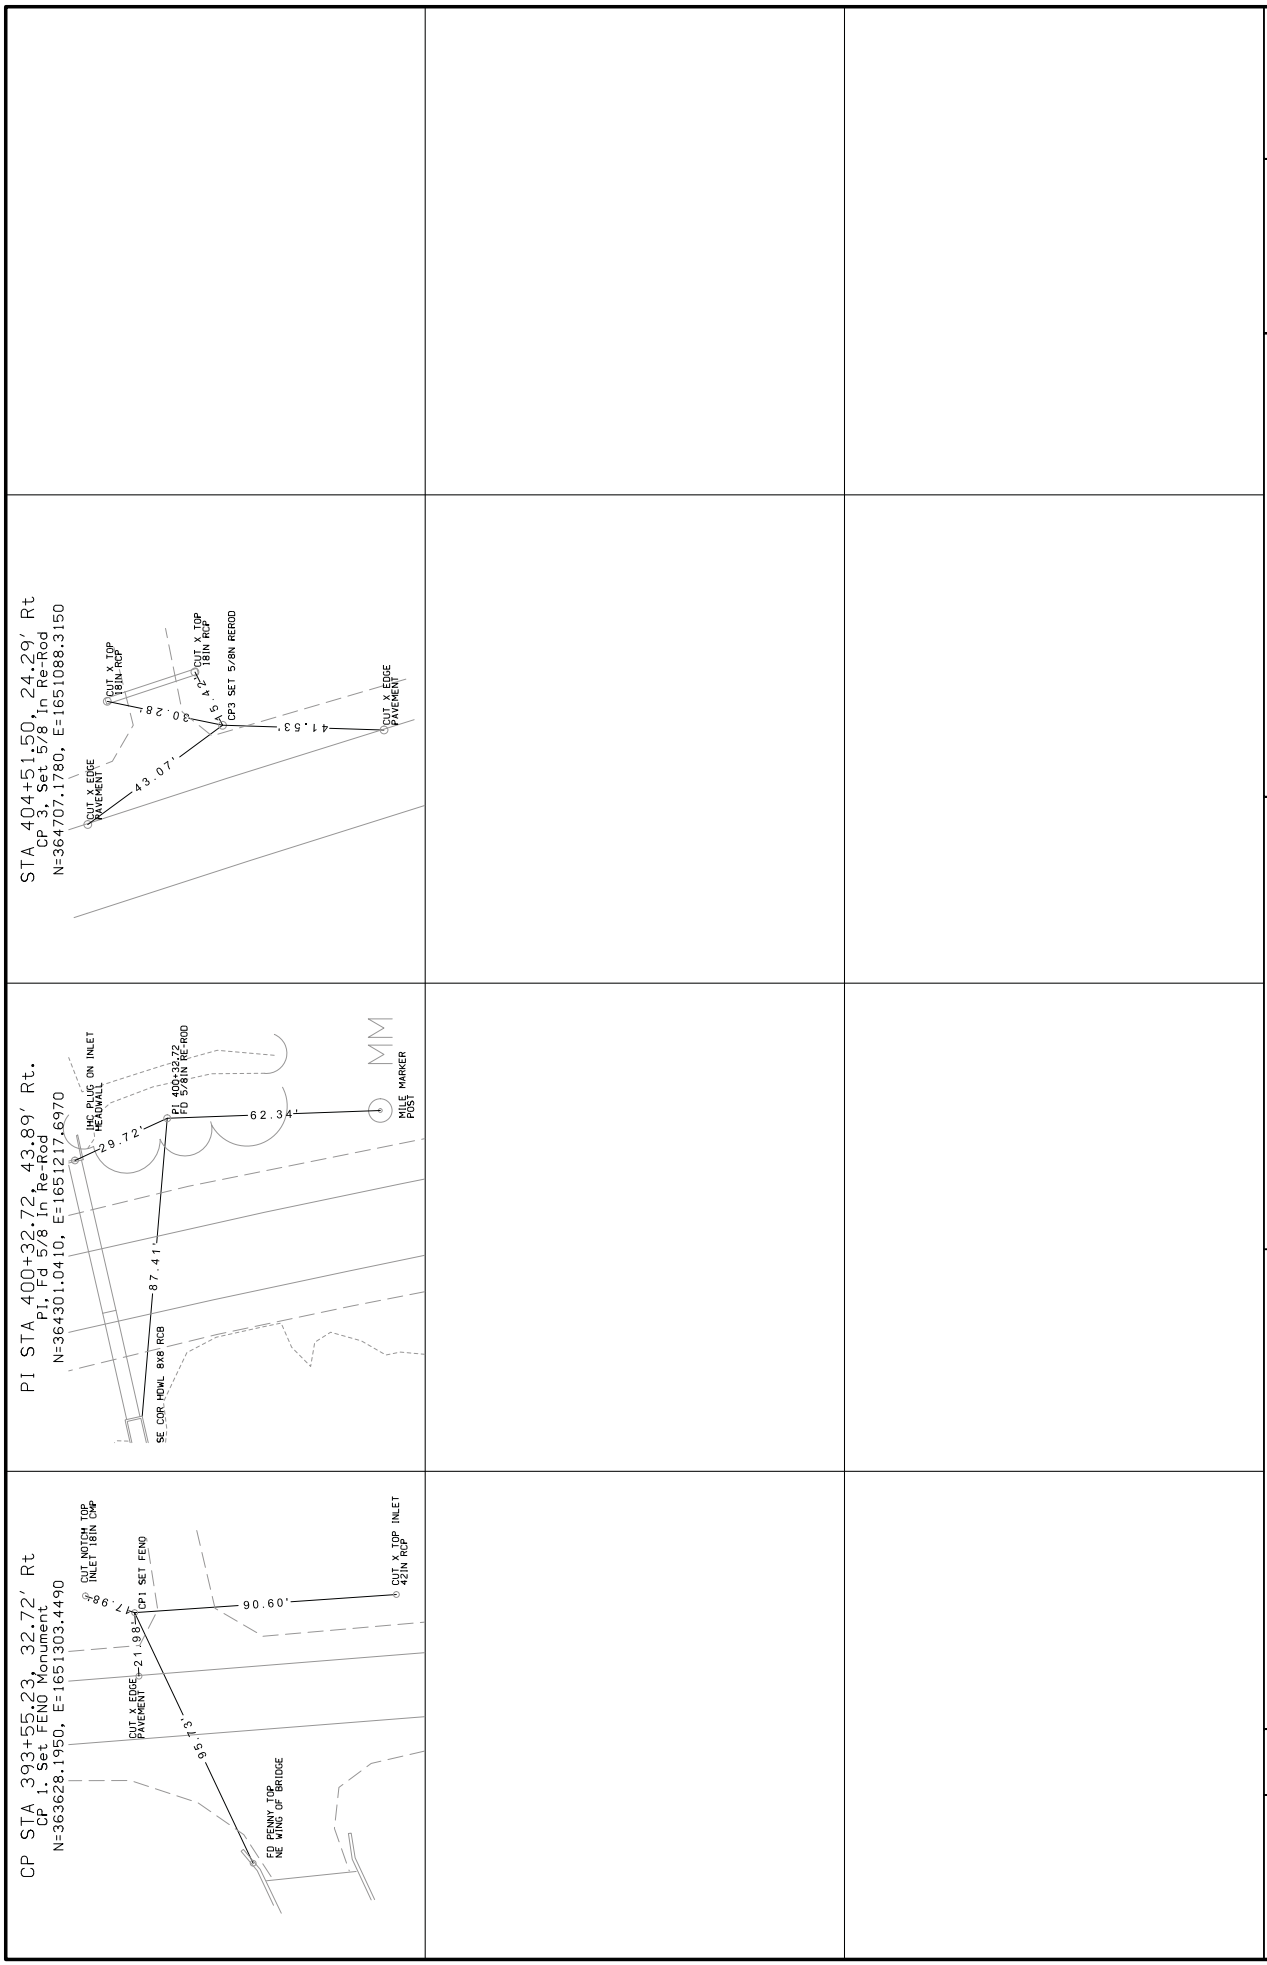 CP STA 393+55.23, 32.72' Rt
CP 1. Set FENO Monument
N=363628.1950, E=1651303.4490
CUT NOTCH TOP
INLET 18IN CMP
17.98'
CP1 SET FENO
21.98'
CUT X EDGE
PAVEMENT
95.73'
90.60'
FD PENNY TOP
NE WING OF BRIDGE
CUT X TOP INLET
42IN RCP
PI STA 400+32.72, 43.89' Rt.
PI, Fd 5/8 In Re-Rod
N=364301.0410, E=1651217.6970
IHC PLUG ON INLET
HEADWALL
29.72'
PI 400+32.72
FD 5/8IN RE-ROD
87.41'
62.34'
SE COR HDWL 8X8 RCB
MM
MILE MARKER
POST
STA 404+51.50, 24.29' Rt
CP 3, Set 5/8 In Re-Rod
N=364707.1780, E=1651088.3150
CUT X EDGE
PAVEMENT
CUT X TOP
18IN RCP
30.28'
43.07'
CUT X TOP
18IN RCP
15.42'
CP3 SET 5/8N REROD
41.53'
CUT X EDGE
PAVEMENT